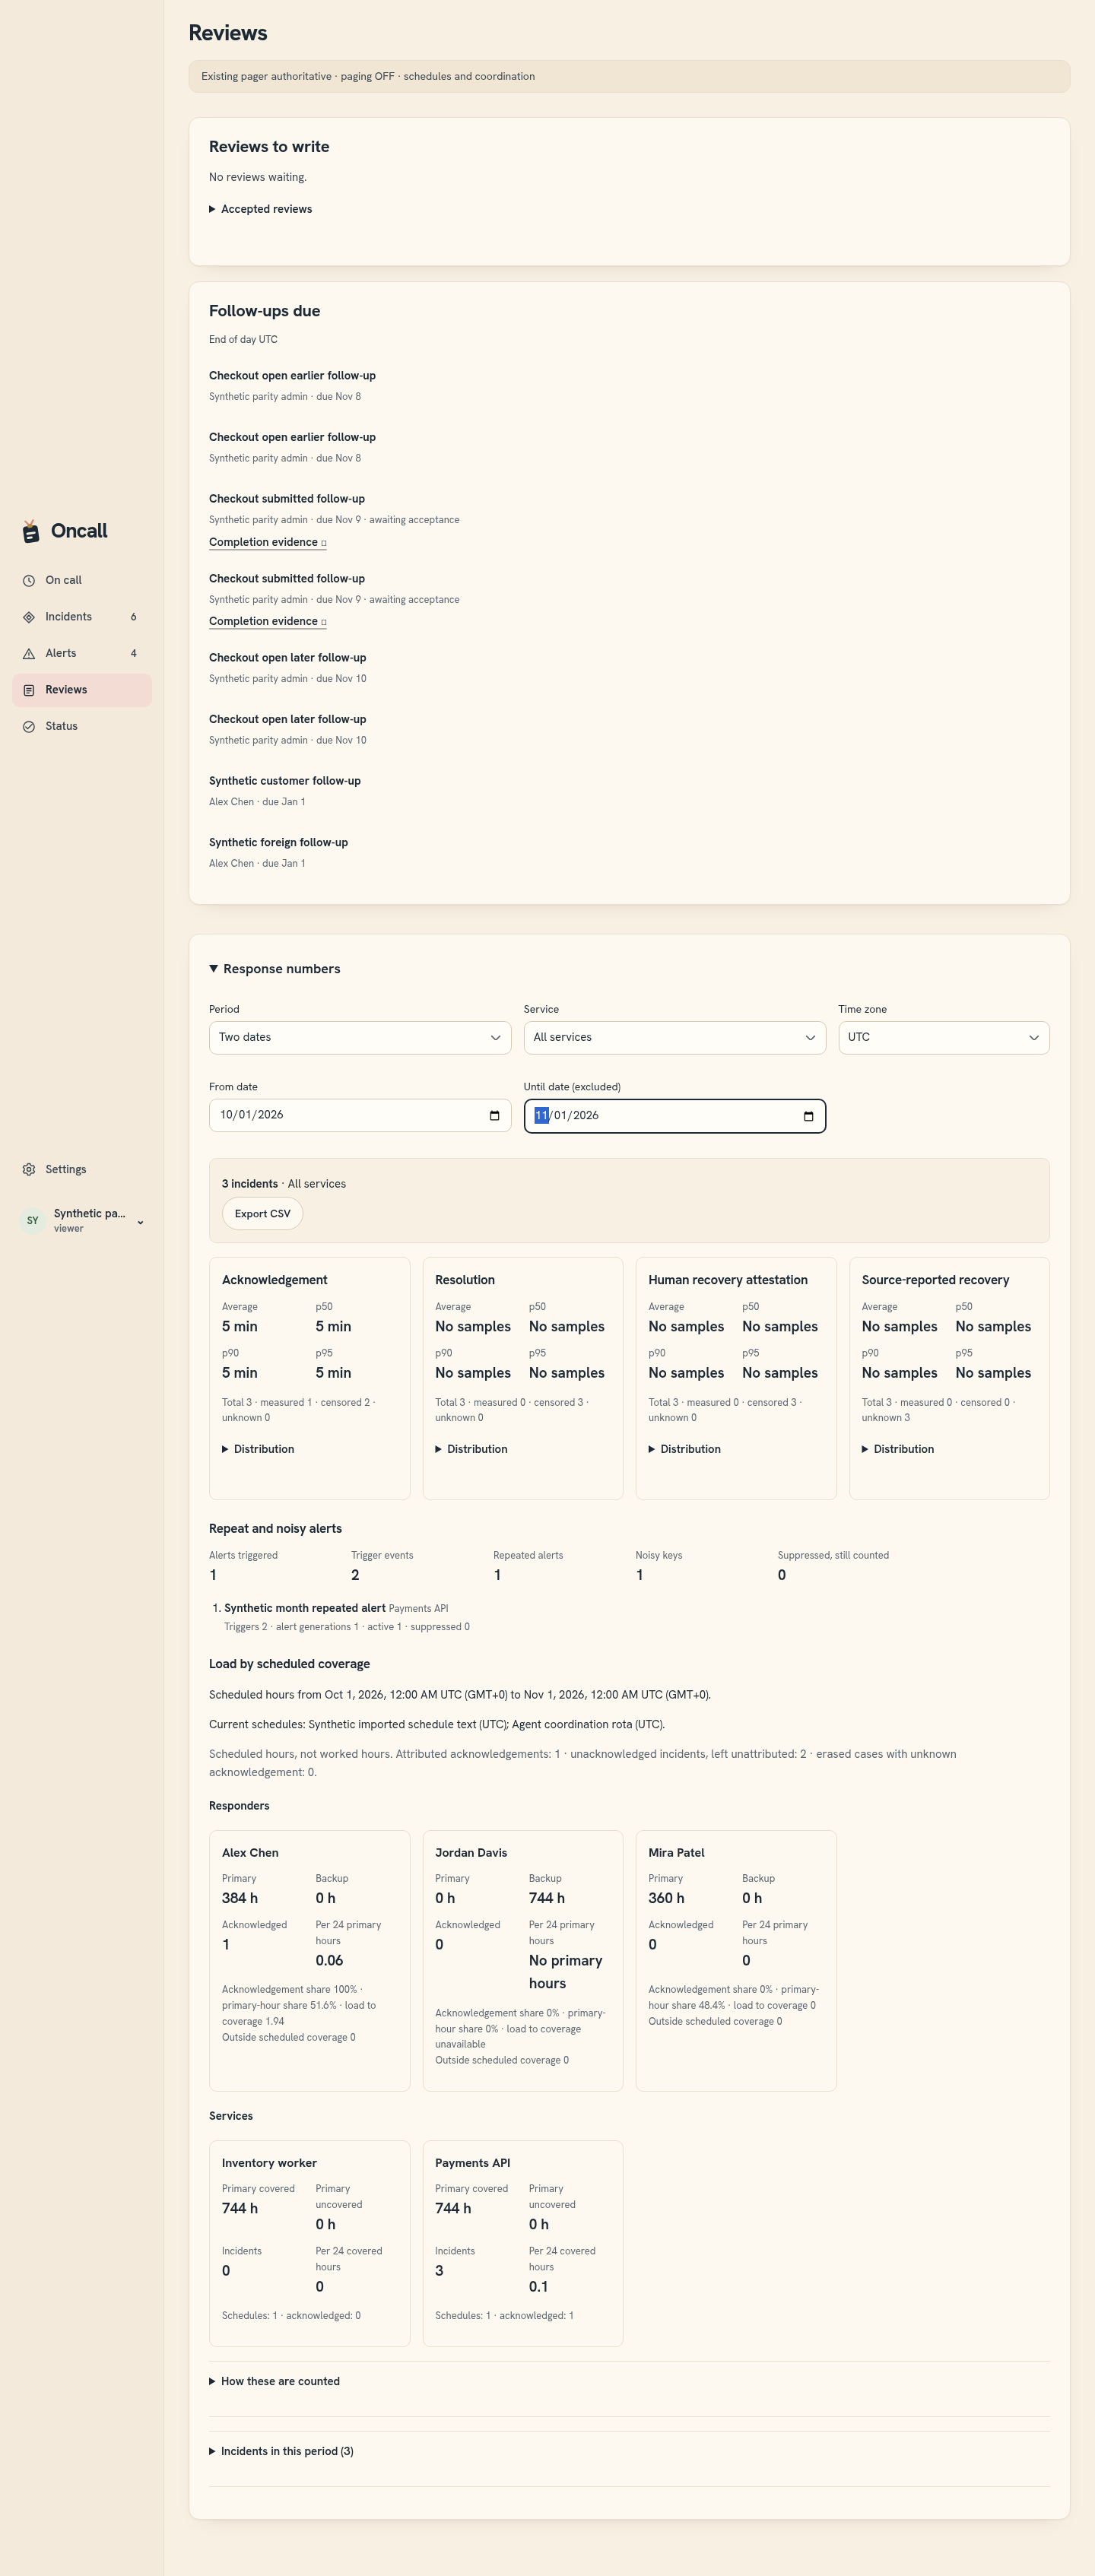 Oncall
On call
Incidents 6
Alerts 4
Reviews
Status
Settings
SY
Synthetic pa...
viewer
Reviews
Existing pager authoritative · paging OFF · schedules and coordination
Reviews to write
No reviews waiting.
Accepted reviews
Follow-ups due
End of day UTC
Checkout open earlier follow-up
Synthetic parity admin · due Nov 8
Checkout open earlier follow-up
Synthetic parity admin · due Nov 8
Checkout submitted follow-up
Synthetic parity admin · due Nov 9 · awaiting acceptance
Completion evidence
Checkout submitted follow-up
Synthetic parity admin · due Nov 9 · awaiting acceptance
Completion evidence
Checkout open later follow-up
Synthetic parity admin · due Nov 10
Checkout open later follow-up
Synthetic parity admin · due Nov 10
Synthetic customer follow-up
Alex Chen · due Jan 1
Synthetic foreign follow-up
Alex Chen · due Jan 1
Response numbers
Period Service Time zone
Two dates All services UTC
From date Until date (excluded)
10/01/2026 11/01/2026
3 incidents · All services
Export CSV
Acknowledgement
Average p50
5 min 5 min
p90 p95
5 min 5 min
Total 3 · measured 1 · censored 2 ·
unknown 0
Distribution
Resolution
Average p50
No samples No samples
p90 p95
No samples No samples
Total 3 · measured 0 · censored 3 ·
unknown 0
Distribution
Human recovery attestation
Average p50
No samples No samples
p90 p95
No samples No samples
Total 3 · measured 0 · censored 3 ·
unknown 0
Distribution
Source-reported recovery
Average p50
No samples No samples
p90 p95
No samples No samples
Total 3 · measured 0 · censored 0 ·
unknown 3
Distribution
Repeat and noisy alerts
Alerts triggered Trigger events Repeated alerts Noisy keys Suppressed, still counted
1 2 1 1 0
1. Synthetic month repeated alert Payments API
Triggers 2 · alert generations 1 · active 1 · suppressed 0
Load by scheduled coverage
Scheduled hours from Oct 1, 2026, 12:00 AM UTC (GMT+0) to Nov 1, 2026, 12:00 AM UTC (GMT+0).
Current schedules: Synthetic imported schedule text (UTC); Agent coordination rota (UTC).
Scheduled hours, not worked hours. Attributed acknowledgements: 1 · unacknowledged incidents, left unattributed: 2 · erased cases with unknown
acknowledgement: 0.
Responders
Alex Chen
Primary Backup
384 h 0 h
Acknowledged Per 24 primary
hours
1 0.06
Acknowledgement share 100% ·
primary-hour share 51.6% · load to
coverage 1.94
Outside scheduled coverage 0
Jordan Davis
Primary Backup
0 h 744 h
Acknowledged Per 24 primary
hours
0 No primary
hours
Acknowledgement share 0% · primary-
hour share 0% · load to coverage
unavailable
Outside scheduled coverage 0
Mira Patel
Primary Backup
360 h 0 h
Acknowledged Per 24 primary
hours
0 0
Acknowledgement share 0% · primary-
hour share 48.4% · load to coverage 0
Outside scheduled coverage 0
Services
Inventory worker
Primary covered Primary
uncovered
744 h 0 h
Incidents Per 24 covered
hours
0 0
Schedules: 1 · acknowledged: 0
Payments API
Primary covered Primary
uncovered
744 h 0 h
Incidents Per 24 covered
hours
3 0.1
Schedules: 1 · acknowledged: 1
How these are counted
Incidents in this period (3)